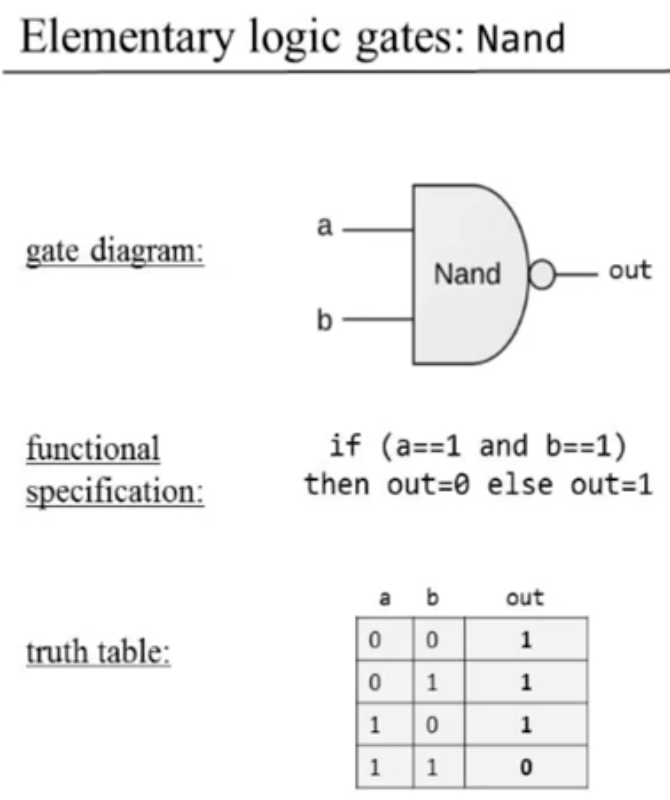 Elementary logic gates: Nand
gate diagram:
a
b
Nand
out
functional
specification:
if (a==1 and b==1)
then out=0 else out=1
truth table:
a b out
0 0 1
0 1 1
1 0 1
1 1 0